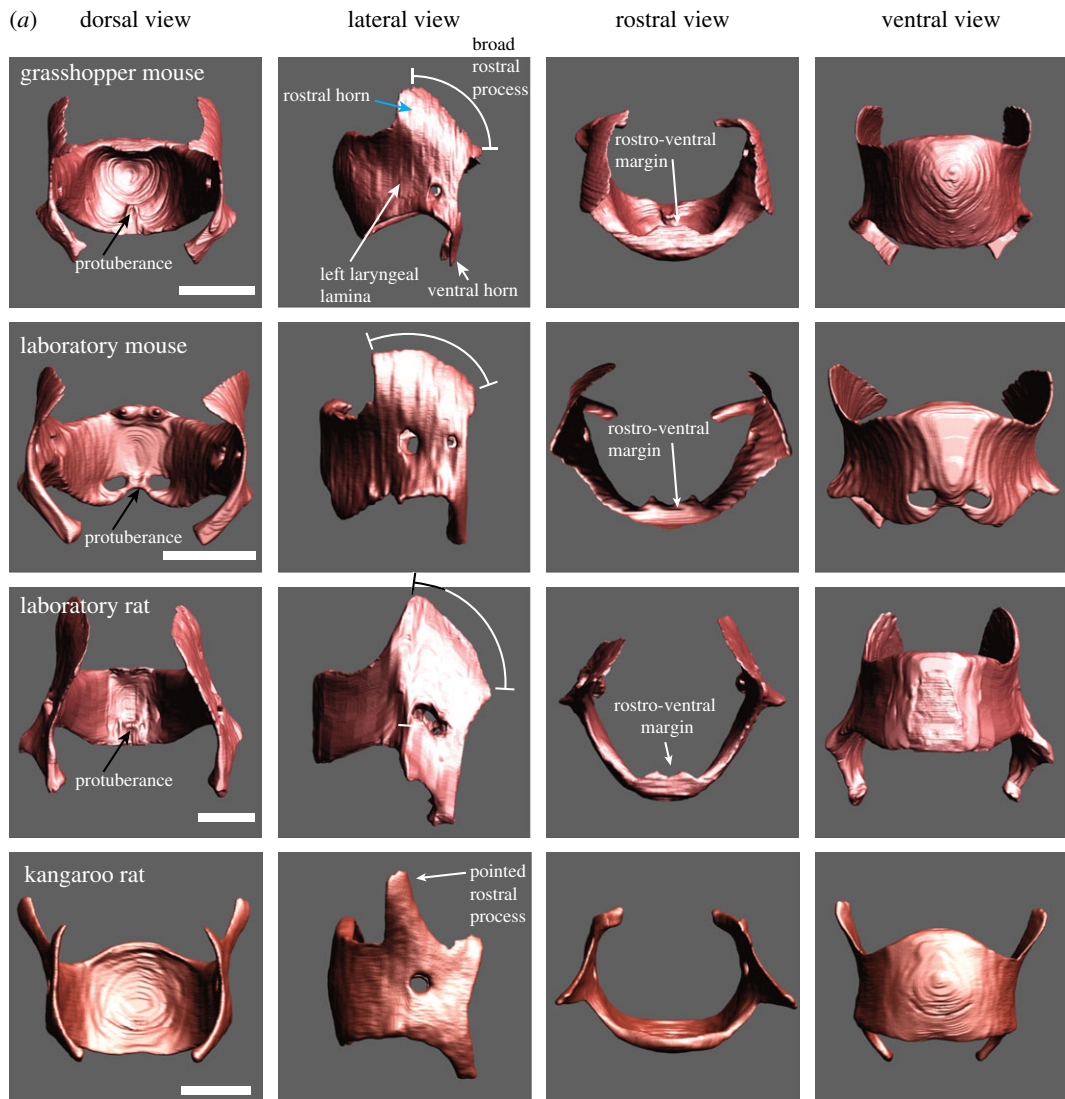 (a) dorsal view lateral view rostral view ventral view
grasshopper mouse
protuberance
broad
rostral
process
rostral horn
left laryngeal
lamina
ventral horn
rostro-ventral
margin
laboratory mouse
protuberance
rostro-ventral
margin
laboratory rat
protuberance
rostro-ventral
margin
kangaroo rat
pointed
rostral
process